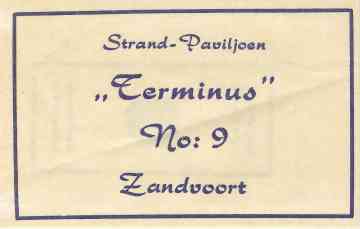 Strand-Paviljoen
„Terminus”
No: 9
Zandvoort